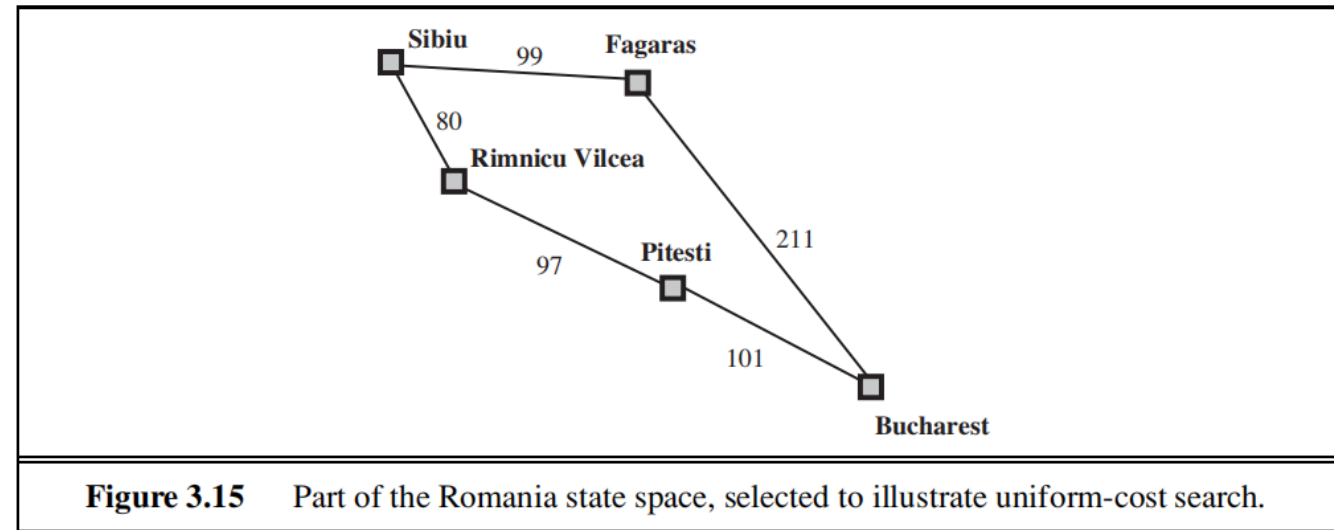 Sibiu
99
Fagaras
80
Rimnicu Vilcea
211
Pitesti
97
101
Bucharest
Figure 3.15 Part of the Romania state space, selected to illustrate uniform-cost search.